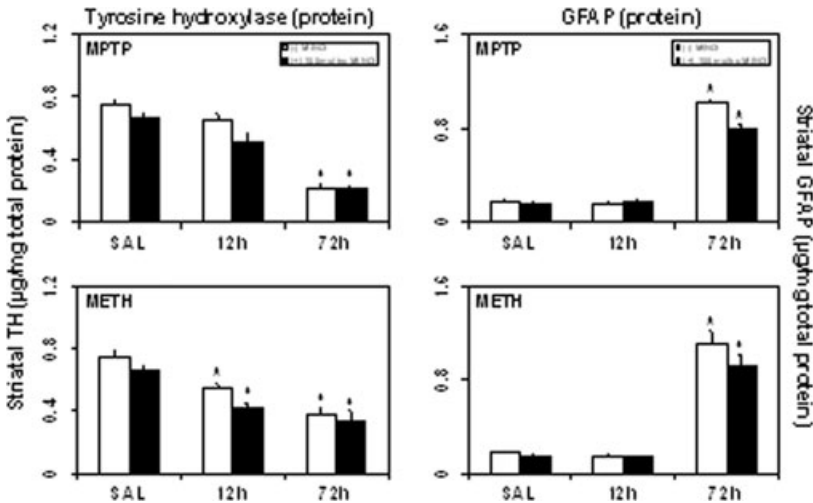 Tyrosine hydroxylase (protein)
GFAP (protein)
Striatal TH (µg/mg total protein)
1.2
0.8
0.4
0
MPTP
(-) MINO
SAL 12h 72h
1.6
0.8
0
MPTP
(-) MINO
SAL 12h 72h
Striatal GFAP (µg/mg total protein)
1.2
0.8
0.4
0
METH
SAL 12h 72h
1.6
0.8
0
METH
SAL 12h 72h